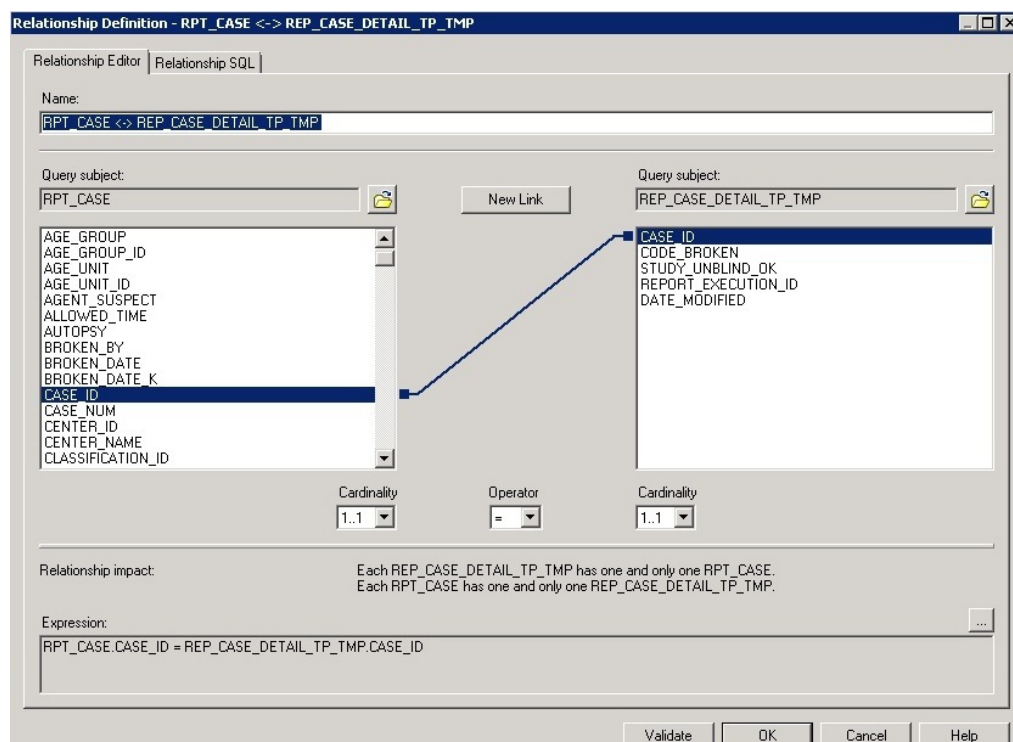 Relationship Definition - RPT_CASE <-> REP_CASE_DETAIL_TP_TMP
Relationship Editor
Relationship SQL
Name:
RPT_CASE <-> REP_CASE_DETAIL_TP_TMP
Query subject:
RPT_CASE
New Link
Query subject:
REP_CASE_DETAIL_TP_TMP
AGE_GROUP
AGE_GROUP_ID
AGE_UNIT
AGE_UNIT_ID
AGENT_SUSPECT
ALLOWED_TIME
AUTOPSY
BROKEN_BY
BROKEN_DATE
BROKEN_DATE_K
CASE_ID
CASE_NUM
CENTER_ID
CENTER_NAME
CLASSIFICATION_ID
CASE_ID
CODE_BROKEN
STUDY_UNBLIND_OK
REPORT_EXECUTION_ID
DATE_MODIFIED
Cardinality
1..1
Operator
=
Cardinality
1..1
Relationship impact:
Each REP_CASE_DETAIL_TP_TMP has one and only one RPT_CASE.
Each RPT_CASE has one and only one REP_CASE_DETAIL_TP_TMP.
Expression:
...
RPT_CASE.CASE_ID = REP_CASE_DETAIL_TP_TMP.CASE_ID
Validate
OK
Cancel
Help